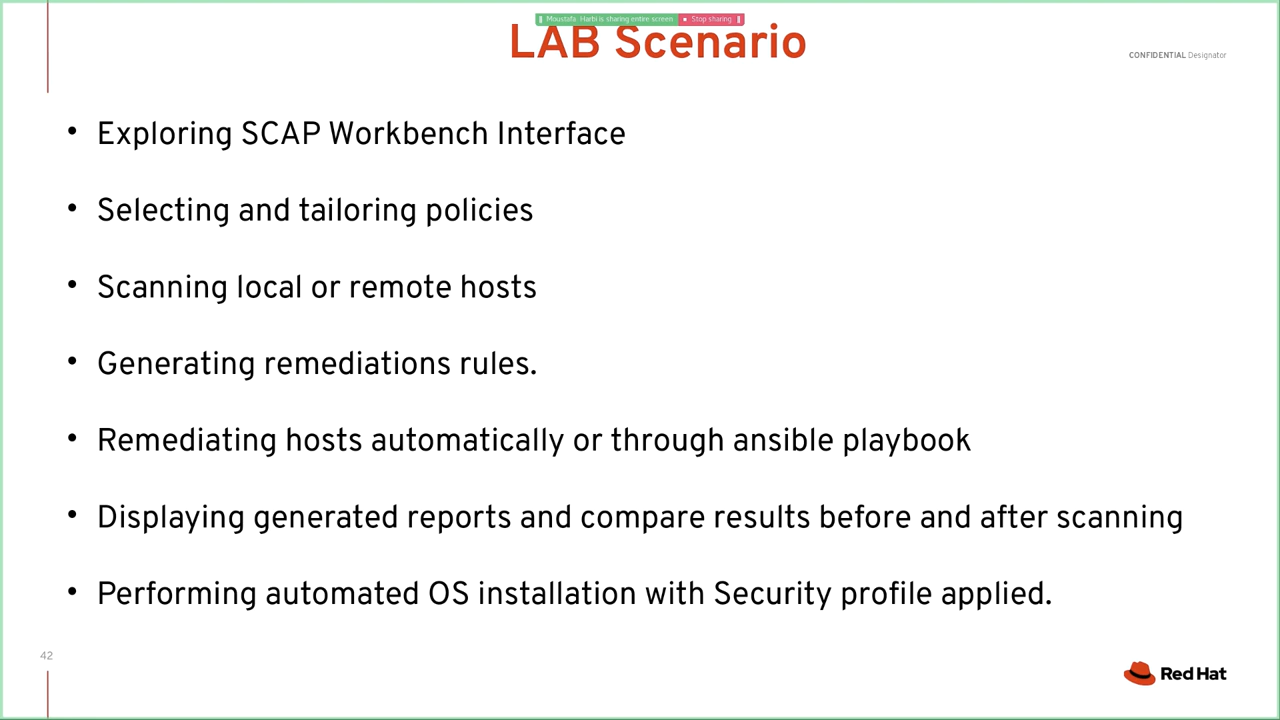 Moustafa. Harbi is sharing entire screen Stop sharing
LAB Scenario
CONFIDENTIAL Designator
• Exploring SCAP Workbench Interface
• Selecting and tailoring policies
• Scanning local or remote hosts
• Generating remediations rules.
• Remediating hosts automatically or through ansible playbook
• Displaying generated reports and compare results before and after scanning
• Performing automated OS installation with Security profile applied.
42
Red Hat